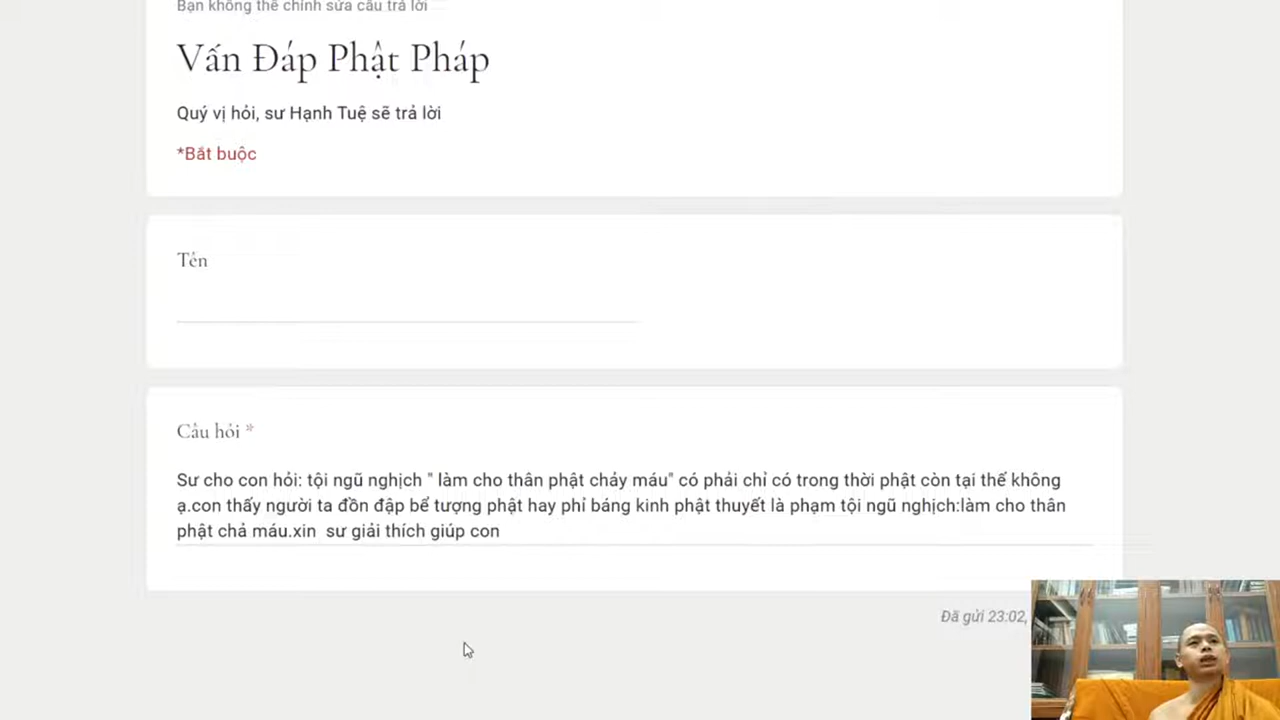 Bạn không thể chỉnh sửa câu trả lời
Vấn Đáp Phật Pháp
Quý vị hỏi, sư Hạnh Tuệ sẽ trả lời
*Bắt buộc
Tên
Câu hỏi *
Sư cho con hỏi: tội ngũ nghịch " làm cho thân phật chảy máu" có phải chỉ có trong thời phật còn tại thế không
ạ.con thấy người ta đồn đập bể tượng phật hay phỉ báng kinh phật thuyết là phạm tội ngũ nghịch:làm cho thân
phật chả máu.xin  sư giải thích giúp con
Đã gửi 23:02,